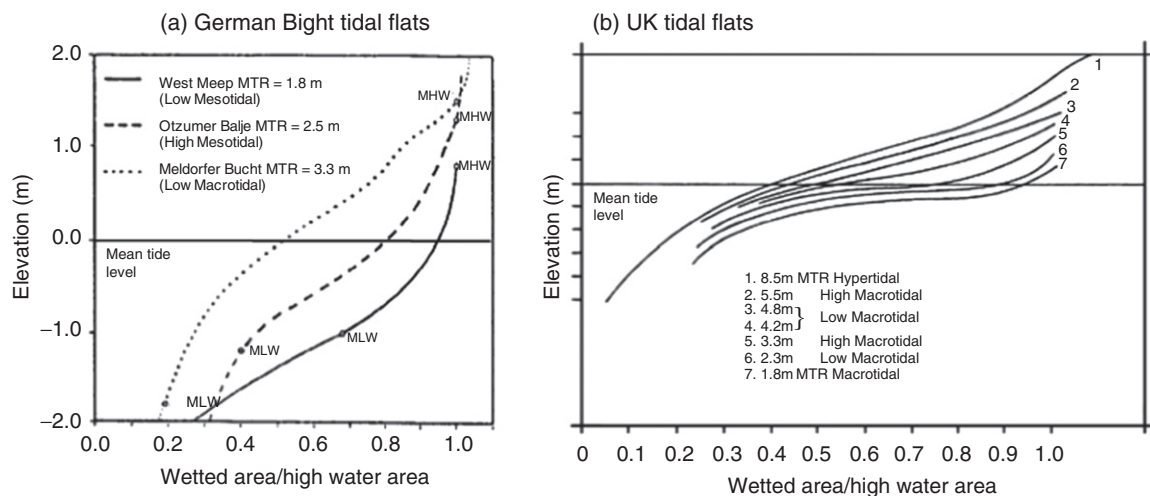 (a) German Bight tidal flats
2.0
1.0
0.0
−1.0
−2.0
Elevation (m)
West Meep MTR = 1.8 m
(Low Mesotidal)
Otzumer Balje MTR = 2.5 m
(High Mesotidal)
Meldorfer Bucht MTR = 3.3 m
(Low Macrotidal)
MHW
MHW
MHW
Mean tide
level
MLW
MLW
MLW
0.0 0.2 0.4 0.6 0.8 1.0
Wetted area/high water area
(b) UK tidal flats
Elevation (m)
1
2
3
4
5
6
7
Mean tide
level
1. 8.5m MTR Hypertidal
2. 5.5m High Macrotidal
3. 4.8m
4. 4.2m } Low Macrotidal
5. 3.3m High Macrotidal
6. 2.3m Low Macrotidal
7. 1.8m MTR Macrotidal
0 0.1 0.2 0.3 0.4 0.5 0.6 0.7 0.8 0.9 1.0
Wetted area/high water area